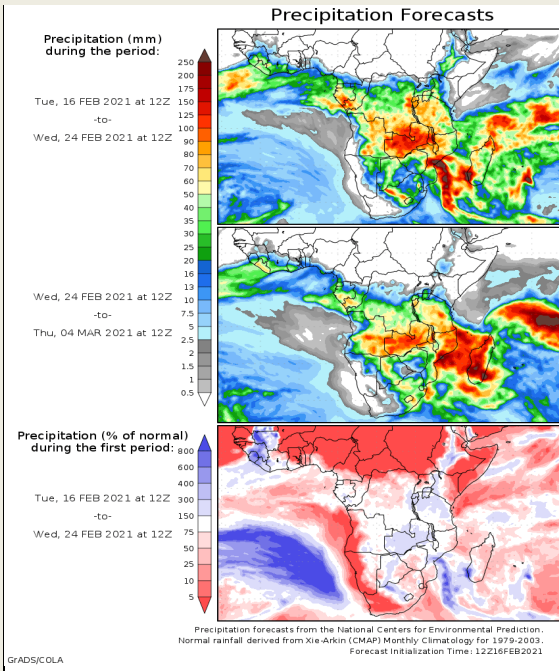 Precipitation Forecasts
Precipitation (mm)
during the period:
250
200
175
150
125
100
90
80
70
60
50
40
35
30
25
20
16
13
10
7.5
5
2.5
2
1.5
1
0.5
Tue, 16 FEB 2021 at 12Z
-to-
Wed, 24 FEB 2021 at 12Z
Wed, 24 FEB 2021 at 12Z
-to-
Thu, 04 MAR 2021 at 12Z
Precipitation (% of normal)
during the first period:
800
600
400
300
150
75
50
25
10
5
Tue, 16 FEB 2021 at 12Z
-to-
Wed, 24 FEB 2021 at 12Z
Precipitation forecasts from the National Centers for Environmental Prediction.
Normal rainfall derived from Xie-Arkin (CMAP) Monthly Climatology for 1979-2003.
Forecast Initialization Time: 12Z16FEB2021
GrADS/COLA